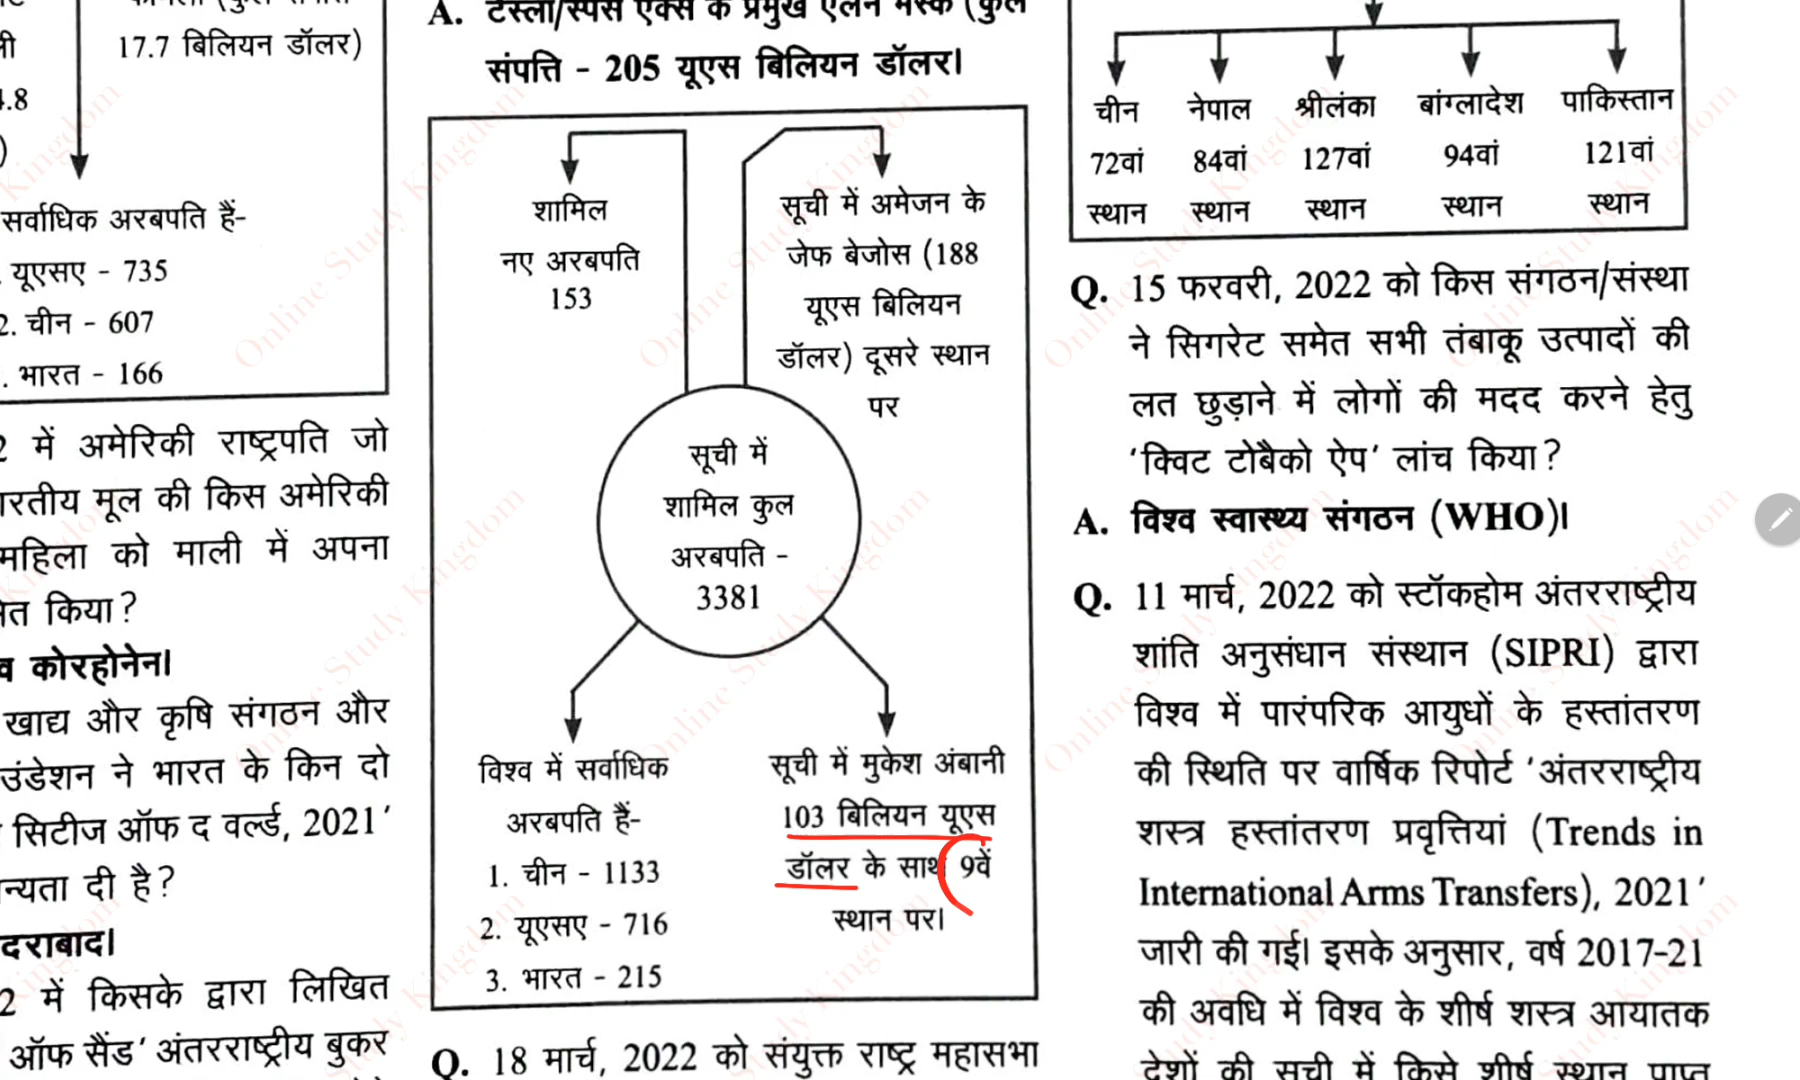 17.7 बिलियन डॉलर)
सर्वाधिक अरबपति हैं-
यूएसए - 735
2. चीन - 607
. भारत - 166
2 में अमेरिकी राष्ट्रपति जो
भारतीय मूल की किस अमेरिकी
महिला को माली में अपना
किया?
कोरहोनेन।
खाद्य और कृषि संगठन और
ने भारत के किन दो
सिटीज ऑफ द वर्ल्ड, 2021'
दी है?
2 में किसके द्वारा लिखित
ऑफ सैंड' अंतरराष्ट्रीय बुकर
A. टेस्ला/स्पेस एक्स के प्रमुख एलन मस्क (कुल
संपत्ति - 205 यूएस बिलियन डॉलर।
शामिल
नए अरबपति
153
सूची में अमेजन के
जेफ बेजोस (188
यूएस बिलियन
डॉलर) दूसरे स्थान
पर
सूची में
शामिल कुल
अरबपति -
3381
विश्व में सर्वाधिक
अरबपति हैं-
1. चीन - 1133
2. यूएसए - 716
3. भारत - 215
सूची में मुकेश अंबानी
103 बिलियन यूएस
डॉलर के साथ 9वें
स्थान पर।
Q. 18 मार्च, 2022 को संयुक्त राष्ट्र महासभा
चीन नेपाल श्रीलंका बांग्लादेश पाकिस्तान
72वां 84वां 127वां 94वां 121वां
स्थान स्थान स्थान स्थान स्थान
Q. 15 फरवरी, 2022 को किस संगठन/संस्था
ने सिगरेट समेत सभी तंबाकू उत्पादों की
लत छुड़ाने में लोगों की मदद करने हेतु
'क्विट टोबैको ऐप' लांच किया?
A. विश्व स्वास्थ्य संगठन (WHO)।
Q. 11 मार्च, 2022 को स्टॉकहोम अंतरराष्ट्रीय
शांति अनुसंधान संस्थान (SIPRI) द्वारा
विश्व में पारंपरिक आयुधों के हस्तांतरण
की स्थिति पर वार्षिक रिपोर्ट 'अंतरराष्ट्रीय
शस्त्र हस्तांतरण प्रवृत्तियां (Trends in
International Arms Transfers), 2021'
जारी की गई। इसके अनुसार, वर्ष 2017-21
की अवधि में विश्व के शीर्ष शस्त्र आयातक
देशों की सूची में किसे शीर्ष स्थान प्राप्त
Online Study Kingdom